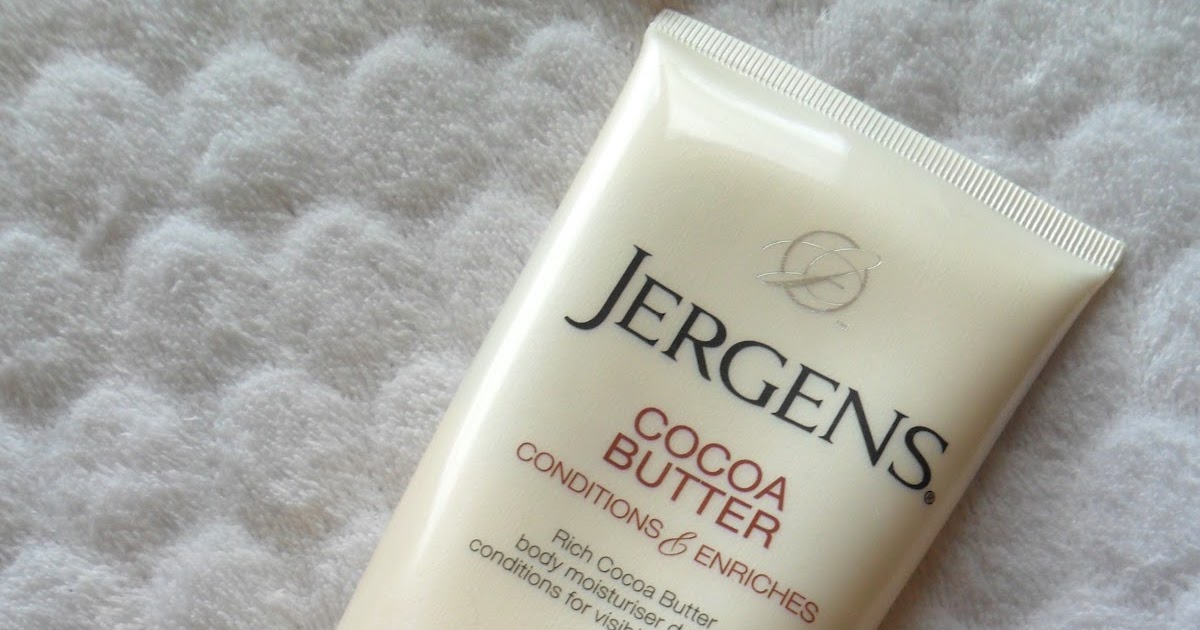 JERGENS®
COCOA
BUTTER
CONDITIONS & ENRICHES
Rich Cocoa Butter
body moisturiser
conditions for